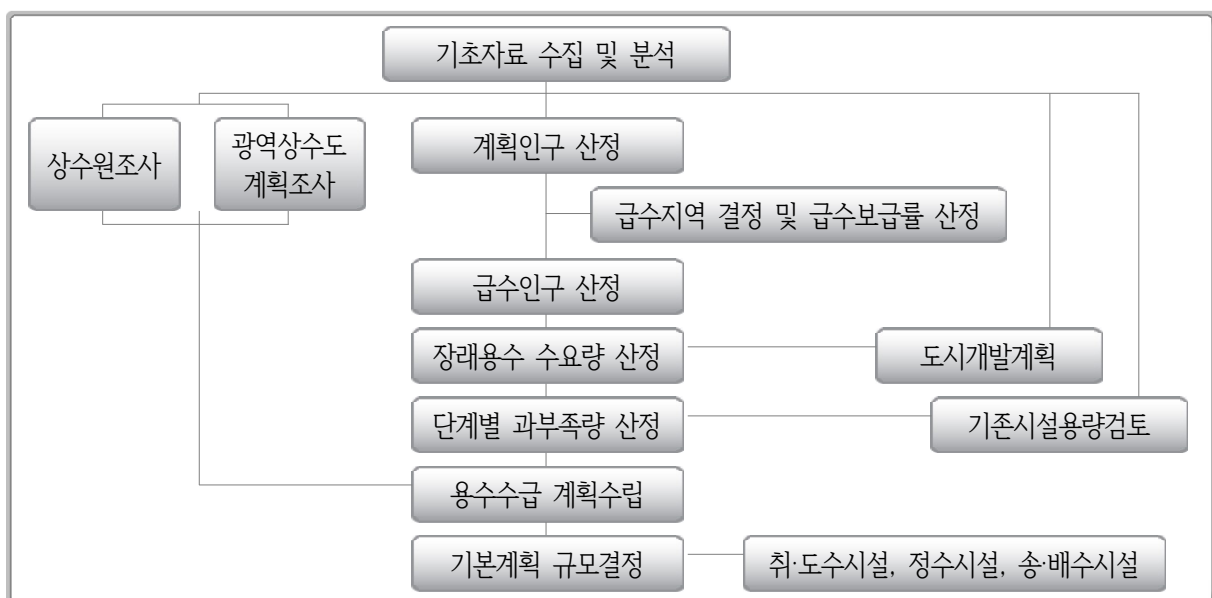 기초자료 수집 및 분석
상수원조사
광역상수도
계획조사
계획인구 산정
급수지역 결정 및 급수보급률 산정
급수인구 산정
장래용수 수요량 산정
도시개발계획
단계별 과부족량 산정
기존시설용량검토
용수수급 계획수립
기본계획 규모결정
취·도수시설, 정수시설, 송·배수시설